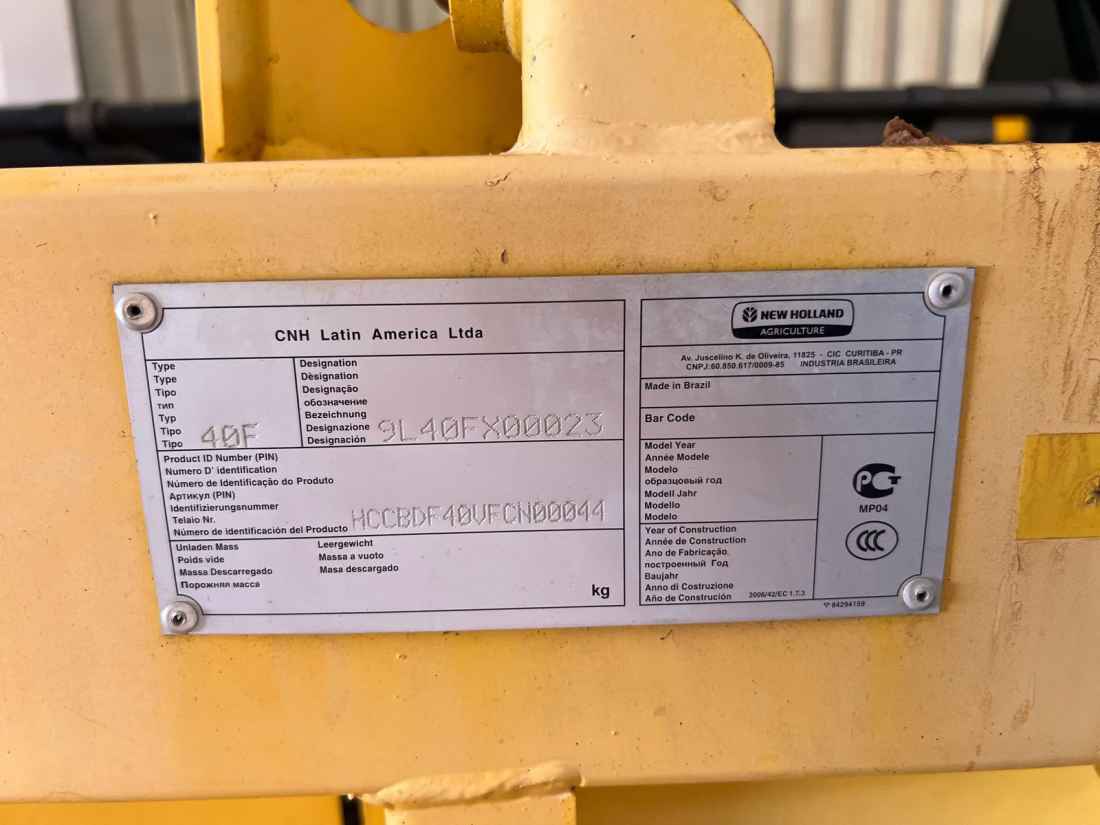 CNH Latin America Ltda
Type
Type
Tipo
тип
Typ
Tipo
Tipo 40F
Designation
Dèsignation
Designação
обозначение
Bezeichnung
Designazione
Designación 9L40FX00023
Product ID Number (PIN)
Numero D' identification
Número de Identificação do Produto
Артикул (PIN)
Identifizierungsnummer
Telaio Nr.
Número de identificación del Producto HCCBDF40VFCN00044
Unladen Mass
Poids vide
Massa Descarregado
Порожняя масса
Leergewicht
Massa a vuoto
Masa descargado
kg
NEW HOLLAND
AGRICULTURE
Av. Juscelino K. de Oliveira, 11825 - CIC CURITIBA - PR
CNPJ:60.850.617/0009-85 INDUSTRIA BRASILEIRA
Made in Brazil
Bar Code
Model Year
Année Modele
Modelo
образцовый год
Modell Jahr
Modello
Modelo
Year of Construction
Année de Construction
Ano de Fabricação
построенный Год
Baujahr
Anno di Costruzione
Año de Construción
2006/42/EC 1.7.3
PCT
MP04
CCC
84294159